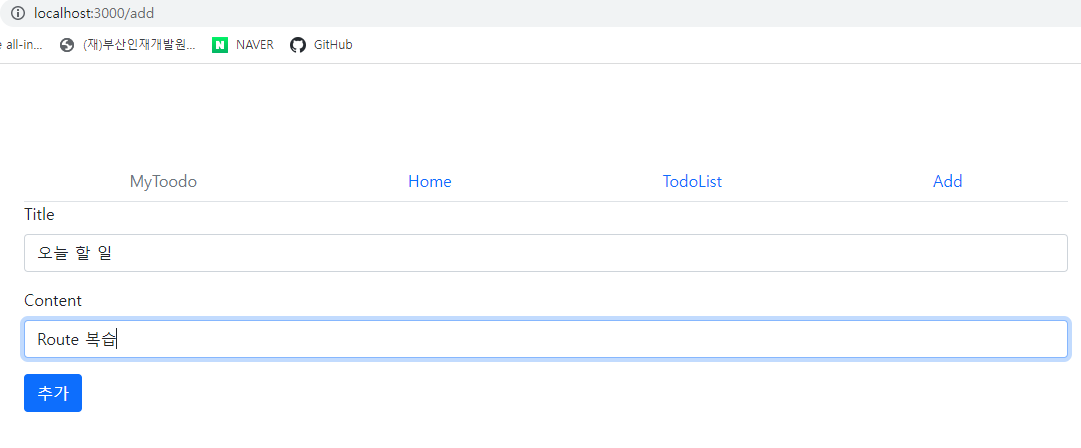 localhost:3000/add
all-in... (재)부산인재개발원... NAVER GitHub
MyToodo Home TodoList Add
Title
오늘 할 일
Content
Route 복습
추가